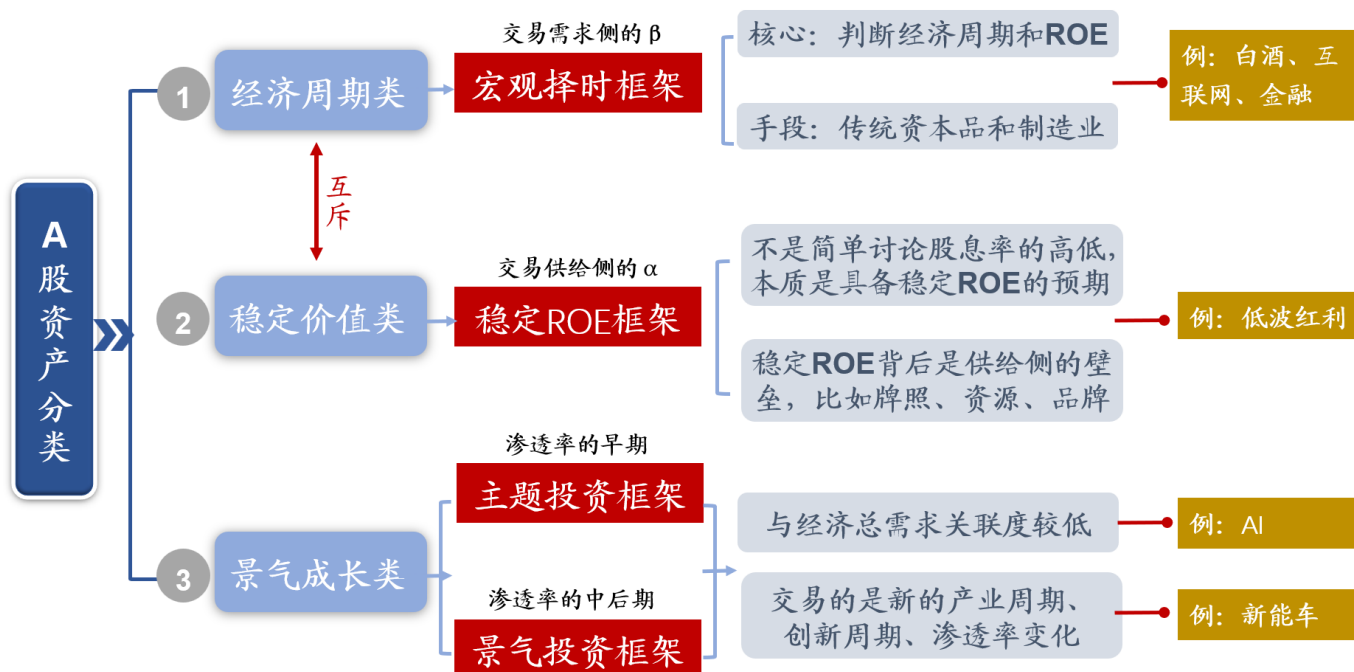 A股资产分类
1
经济周期类
交易需求侧的β
宏观择时框架
核心：判断经济周期和ROE
手段：传统资本品和制造业
例：白酒、互
联网、金融
互斥
2
稳定价值类
交易供给侧的α
稳定ROE框架
不是简单讨论股息率的高低，
本质是具备稳定ROE的预期
稳定ROE背后是供给侧的壁
垒，比如牌照、资源、品牌
例：低波红利
3
景气成长类
渗透率的早期
主题投资框架
渗透率的中后期
景气投资框架
与经济总需求关联度较低
例：AI
交易的是新的产业周期、
创新周期、渗透率变化
例：新能车